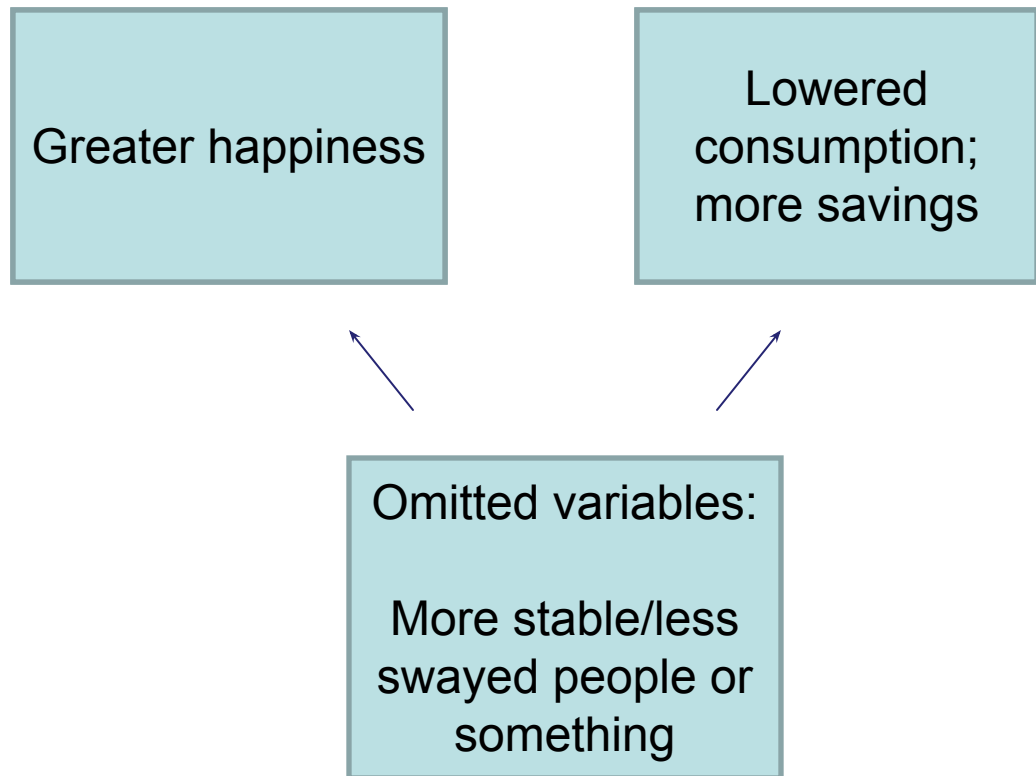 Greater happiness
Lowered
consumption;
more savings
Omitted variables:
More stable/less
swayed people or
something